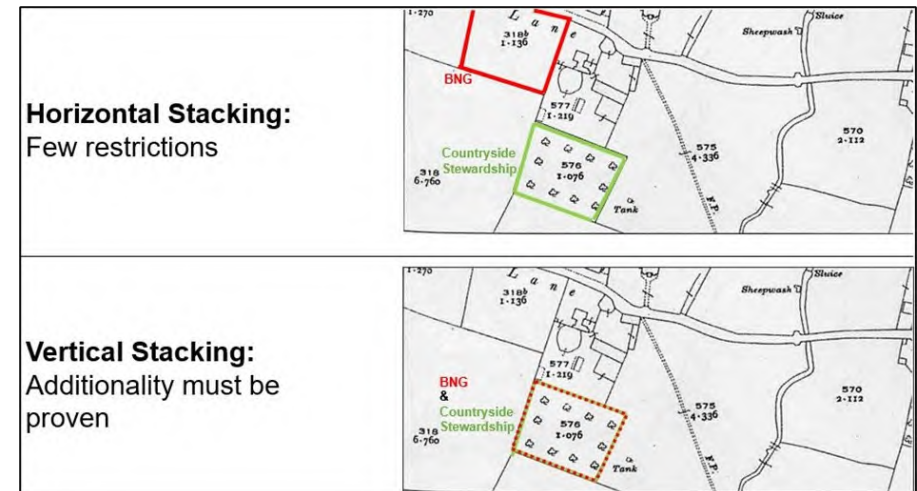 Horizontal Stacking:
Few restrictions
1·270
Lane
318b
1·136
BNG
577
1·219
Countryside
Stewardship
318
6·760
576
1·076
Tank
575
4·336
F.P.
Sheepwash
Sluice
570
2·112
Vertical Stacking:
Additionality must be
proven
1·270
Lane
318b
1·136
577
1·219
BNG
&
Countryside
Stewardship
318
6·760
576
1·076
Tank
575
4·336
F.P.
Sheepwash
Sluice
570
2·112